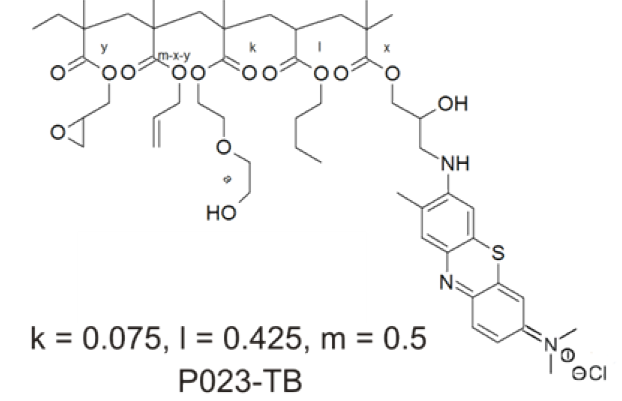 y m-x-y k l x
O O O O O O O O O O
O O OH
HO NH
S
N
N ⊕
⊖Cl
k = 0.075, l = 0.425, m = 0.5
P023-TB